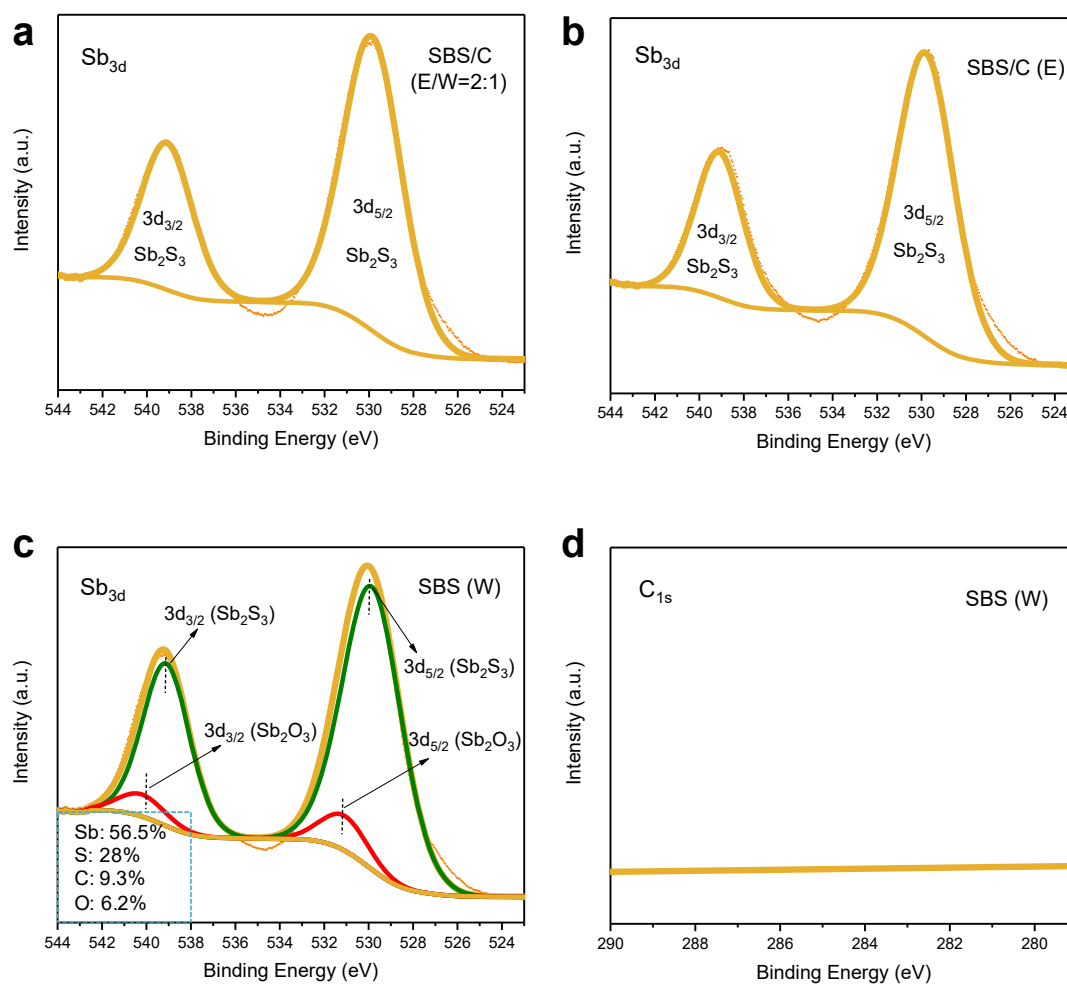 a
Sb3d
SBS/C
(E/W=2:1)
3d3/2
Sb2S3
3d5/2
Sb2S3
Intensity (a.u.)
544 542 540 538 536 534 532 530 528 526 524
Binding Energy (eV)
b
Sb3d
SBS/C (E)
3d3/2
Sb2S3
3d5/2
Sb2S3
Intensity (a.u.)
544 542 540 538 536 534 532 530 528 526 524
Binding Energy (eV)
c
Sb3d
SBS (W)
3d3/2 (Sb2S3)
3d5/2 (Sb2S3)
3d3/2 (Sb2O3)
3d5/2 (Sb2O3)
Sb: 56.5%
S: 28%
C: 9.3%
O: 6.2%
Intensity (a.u.)
544 542 540 538 536 534 532 530 528 526 524
Binding Energy (eV)
d
C1s
SBS (W)
Intensity (a.u.)
290 288 286 284 282 280
Binding Energy (eV)